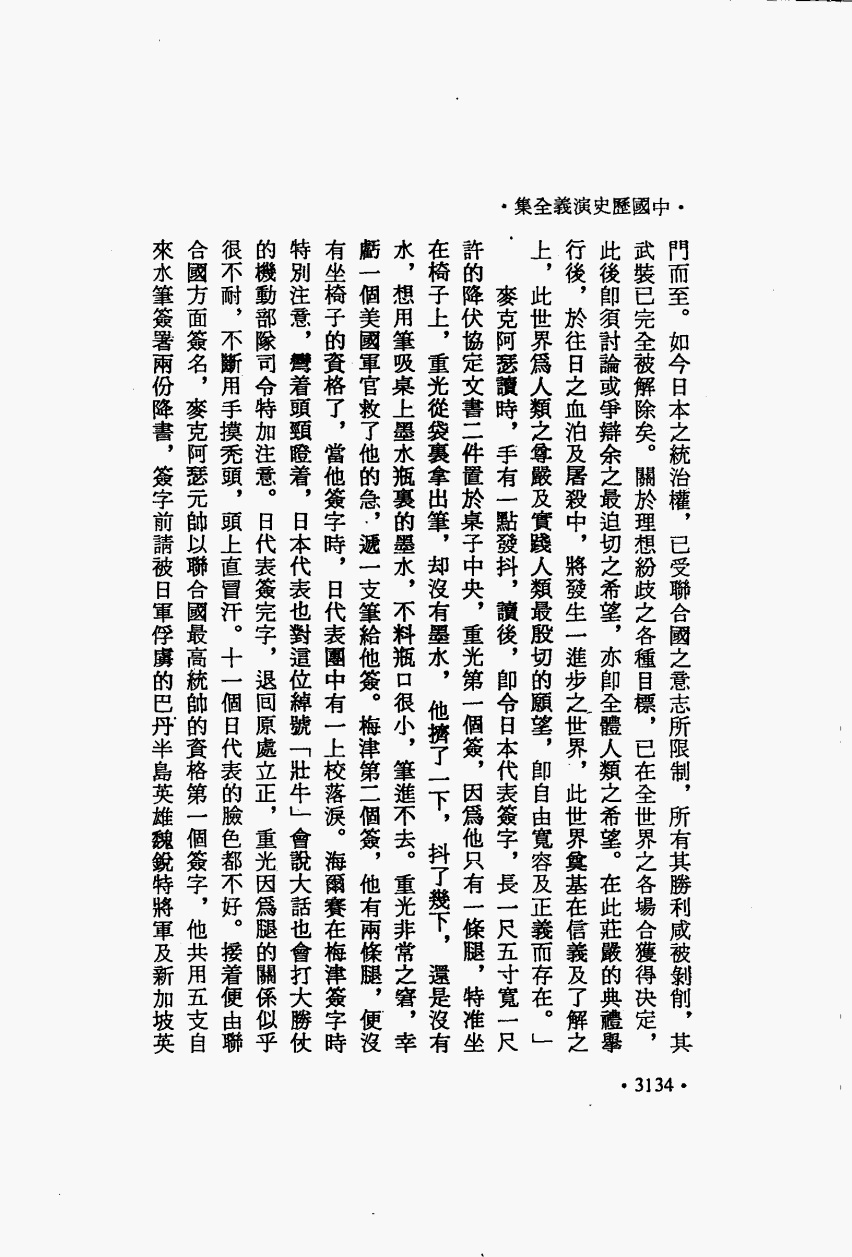 ·中國歷史演義全集·
門而至。如今日本之統治權，已受聯合國之意志所限制，所有其勝利咸被剝削，其
武裝已完全被解除矣。關於理想紛歧之各種目標，已在全世界之各場合獲得決定，
此後卽須討論或爭辯余之最迫切之希望，亦卽全體人類之希望。在此莊嚴的典禮舉
行後，於往日之血泊及屠殺中，將發生一進步之世界，此世界奠基在信義及了解之
上，此世界爲人類之尊嚴及實踐人類最殷切的願望，卽自由寬容及正義而存在。」
麥克阿瑟讀時，手有一點發抖，讀後，卽令日本代表簽字，長一尺五寸寬一尺
許的降伏協定文書二件置於桌子中央，重光第一個簽，因爲他只有一條腿，特准坐
在椅子上，重光從袋裏拿出筆，却沒有墨水，他擠了一下，抖了幾下，還是沒有
水，想用筆吸桌上墨水瓶裏的墨水，不料瓶口很小，筆進不去。重光非常之窘，幸
虧一個美國軍官救了他的急，遞一支筆給他簽。梅津第二個簽，他有兩條腿，便沒
有坐椅子的資格了，當他簽字時，日代表團中有一上校落淚。海爾賽在梅津簽字時
特別注意，彎着頭頸瞪着，日本代表也對這位綽號「壯牛」會說大話也會打大勝仗
的機動部隊司令特加注意。日代表簽完字，退回原處立正，重光因爲腿的關係似乎
很不耐，不斷用手摸禿頭，頭上直冒汗。十一個日代表的臉色都不好。接着便由聯
合國方面簽名，麥克阿瑟元帥以聯合國最高統帥的資格第一個簽字，他共用五支自
來水筆簽署兩份降書，簽字前請被日軍俘虜的巴丹半島英雄魏銳特將軍及新加坡英
·3134·